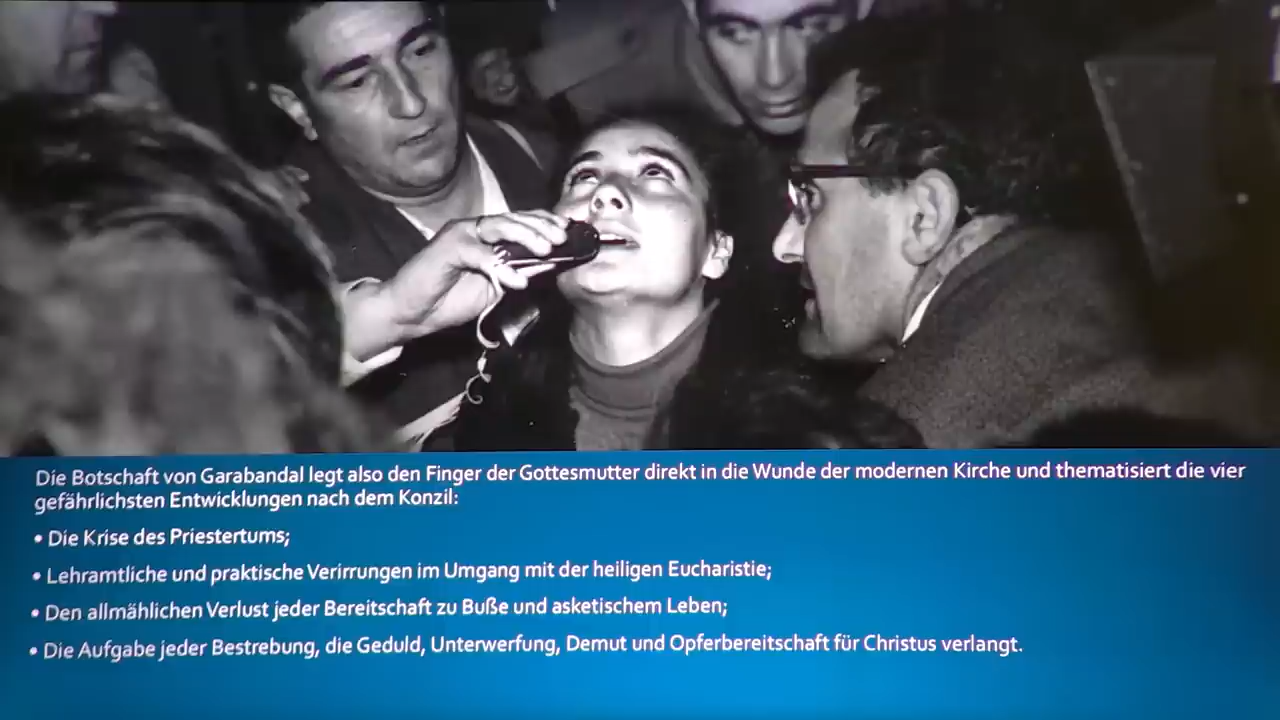 Die Botschaft von Garabandal legt also den Finger der Gottesmutter direkt in die Wunde der modernen Kirche und thematisiert die vier
gefährlichsten Entwicklungen nach dem Konzil:
• Die Krise des Priestertums;
• Lehramtliche und praktische Verirrungen im Umgang mit der heiligen Eucharistie;
• Den allmählichen Verlust jeder Bereitschaft zu Buße und asketischem Leben;
• Die Aufgabe jeder Bestrebung, die Geduld, Unterwerfung, Demut und Opferbereitschaft für Christus verlangt.